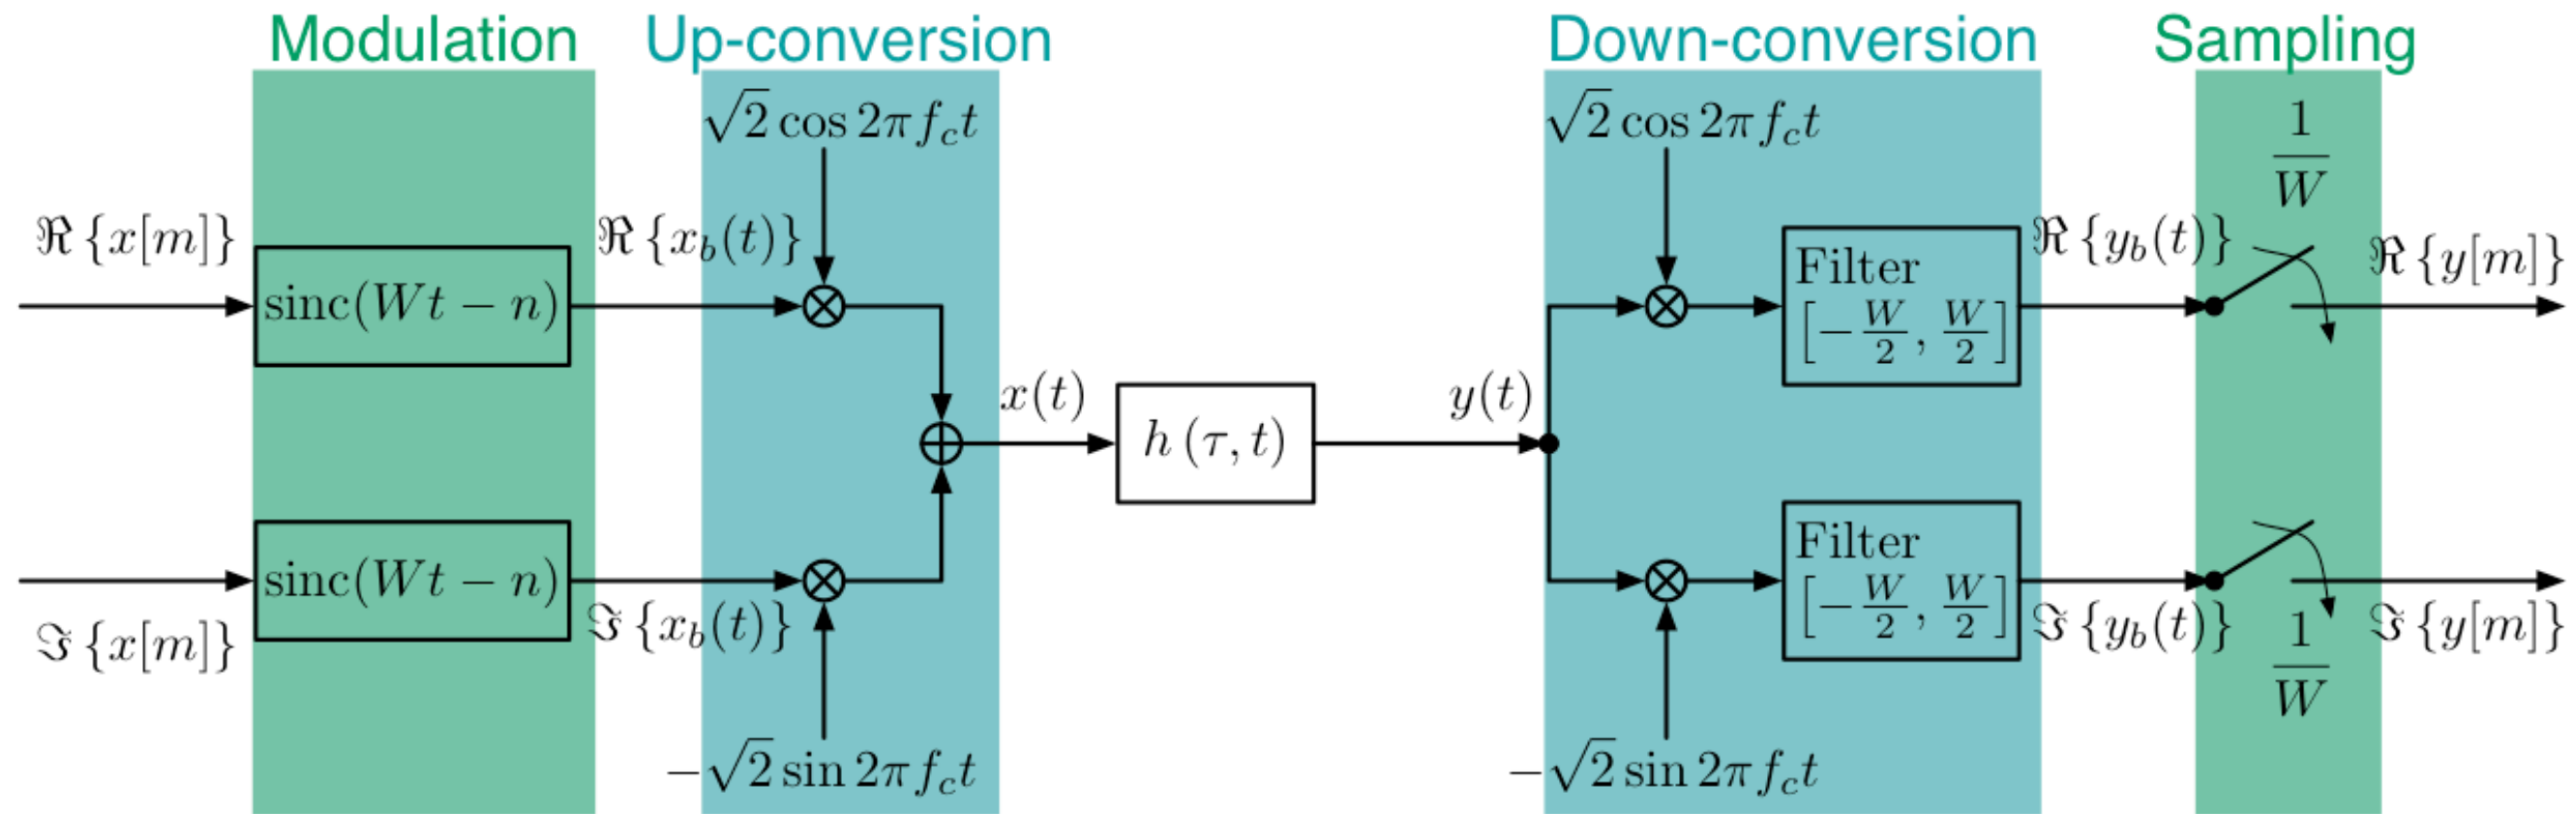 Modulation
Up-conversion
Down-conversion
Sampling
√2 cos 2πf_c t
√2 cos 2πf_c t
1/W
ℜ {x[m]}
sinc(Wt − n)
ℜ {x_b(t)}
Filter
[−W/2, W/2]
ℜ {y_b(t)}
ℜ {y[m]}
x(t)
h (τ, t)
y(t)
ℑ {x[m]}
sinc(Wt − n)
ℑ {x_b(t)}
Filter
[−W/2, W/2]
ℑ {y_b(t)}
1/W
ℑ {y[m]}
−√2 sin 2πf_c t
−√2 sin 2πf_c t